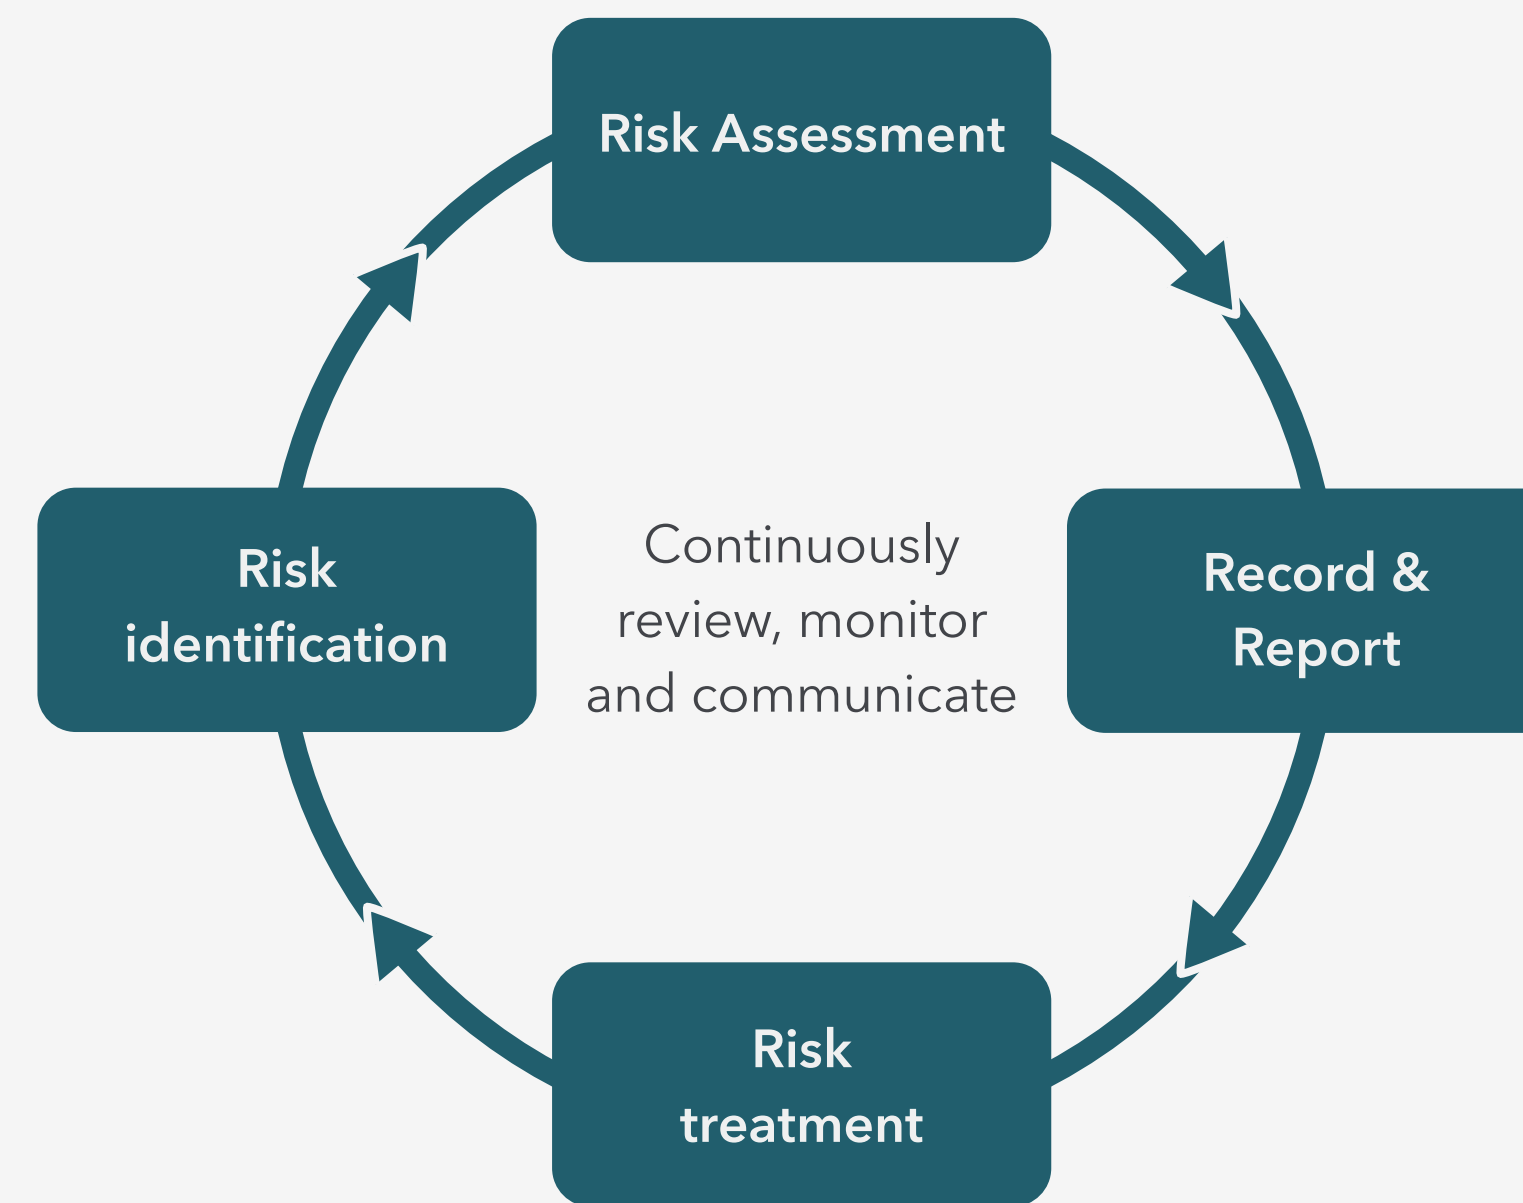 Risk Assessment
Risk
identification
Continuously
review, monitor
and communicate
Record &
Report
Risk
treatment